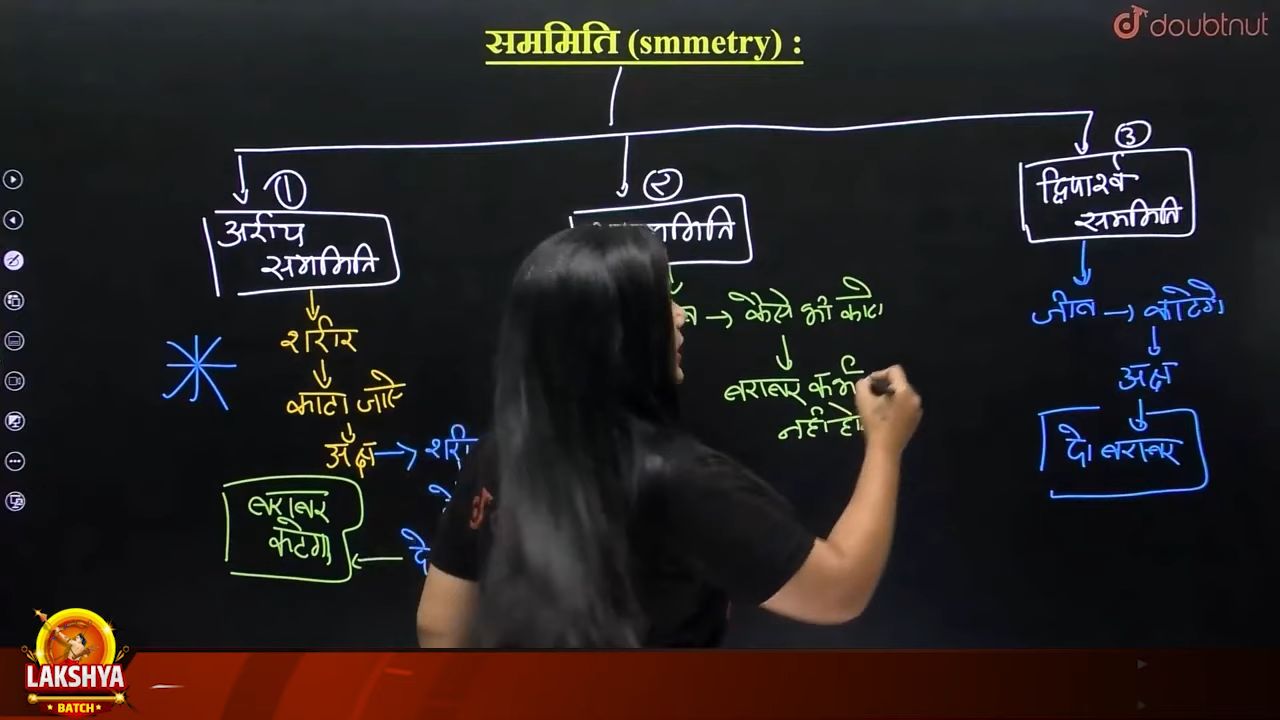 सममिति (smmetry) :
doubtnut
①
अरीय
सममिति
शरीर
काटा जाए
अक्ष → शरी
बराबर
कटेगा
②
ममिति
→ कैसे भी काटो
बराबर कभी
नहीं हो
③
द्विपार्श्व
सममिति
जीव → काटेंगे
अक्ष
दो बराबर
LAKSHYA
BATCH